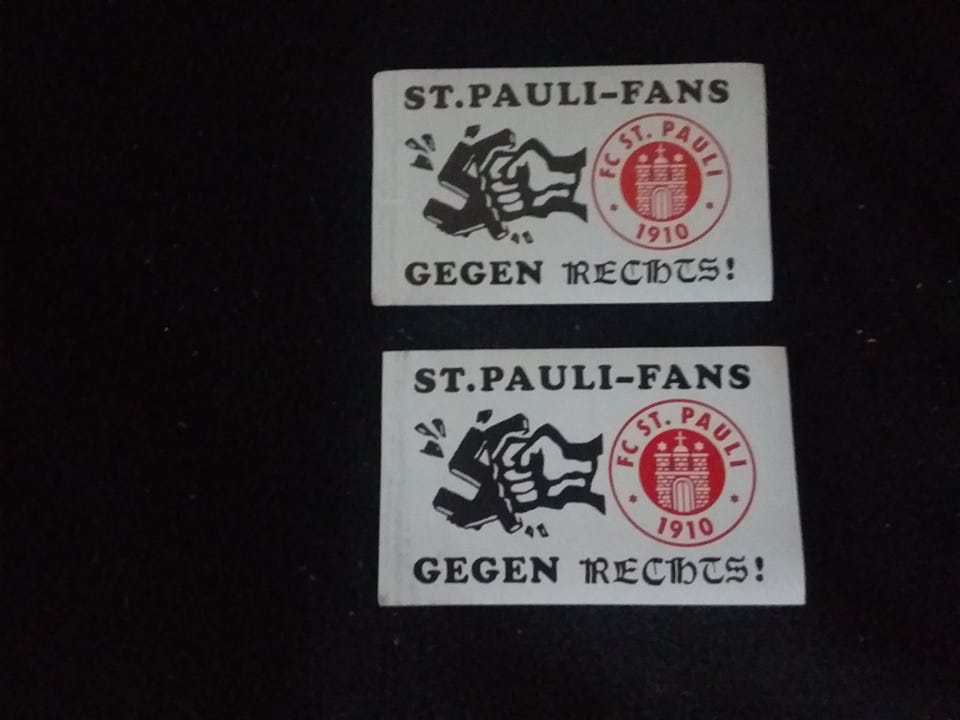 ST.PAULI-FANS
FC ST. PAULI
1910
GEGEN RECHTS!
ST.PAULI-FANS
FC ST. PAULI
1910
GEGEN RECHTS!